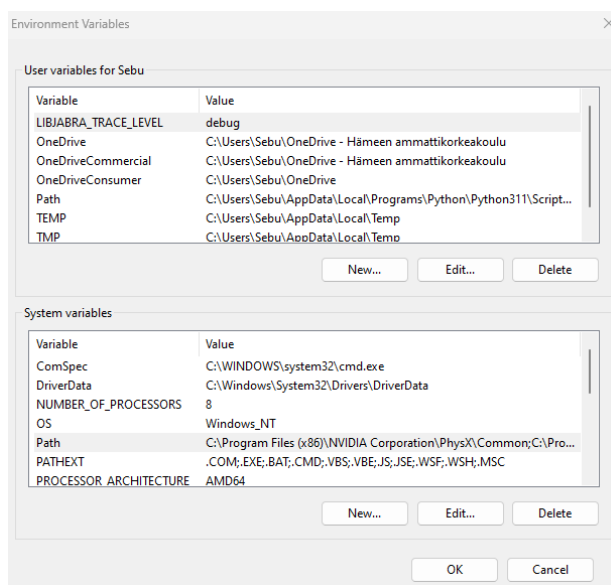 Environment Variables
User variables for Sebu
Variable Value
LIBJABRA_TRACE_LEVEL debug
OneDrive C:\Users\Sebu\OneDrive - Hämeen ammattikorkeakoulu
OneDriveCommercial C:\Users\Sebu\OneDrive - Hämeen ammattikorkeakoulu
OneDriveConsumer C:\Users\Sebu\OneDrive
Path C:\Users\Sebu\AppData\Local\Programs\Python\Python311\Script...
TEMP C:\Users\Sebu\AppData\Local\Temp
TMP C:\Users\Sebu\AppData\Local\Temp
New... Edit... Delete
System variables
Variable Value
ComSpec C:\WINDOWS\system32\cmd.exe
DriverData C:\Windows\System32\Drivers\DriverData
NUMBER_OF_PROCESSORS 8
OS Windows_NT
Path C:\Program Files (x86)\NVIDIA Corporation\PhysX\Common;C:\Pro...
PATHEXT .COM;.EXE;.BAT;.CMD;.VBS;.VBE;.JS;.JSE;.WSF;.WSH;.MSC
PROCESSOR_ARCHITECTURE AMD64
New... Edit... Delete
OK Cancel